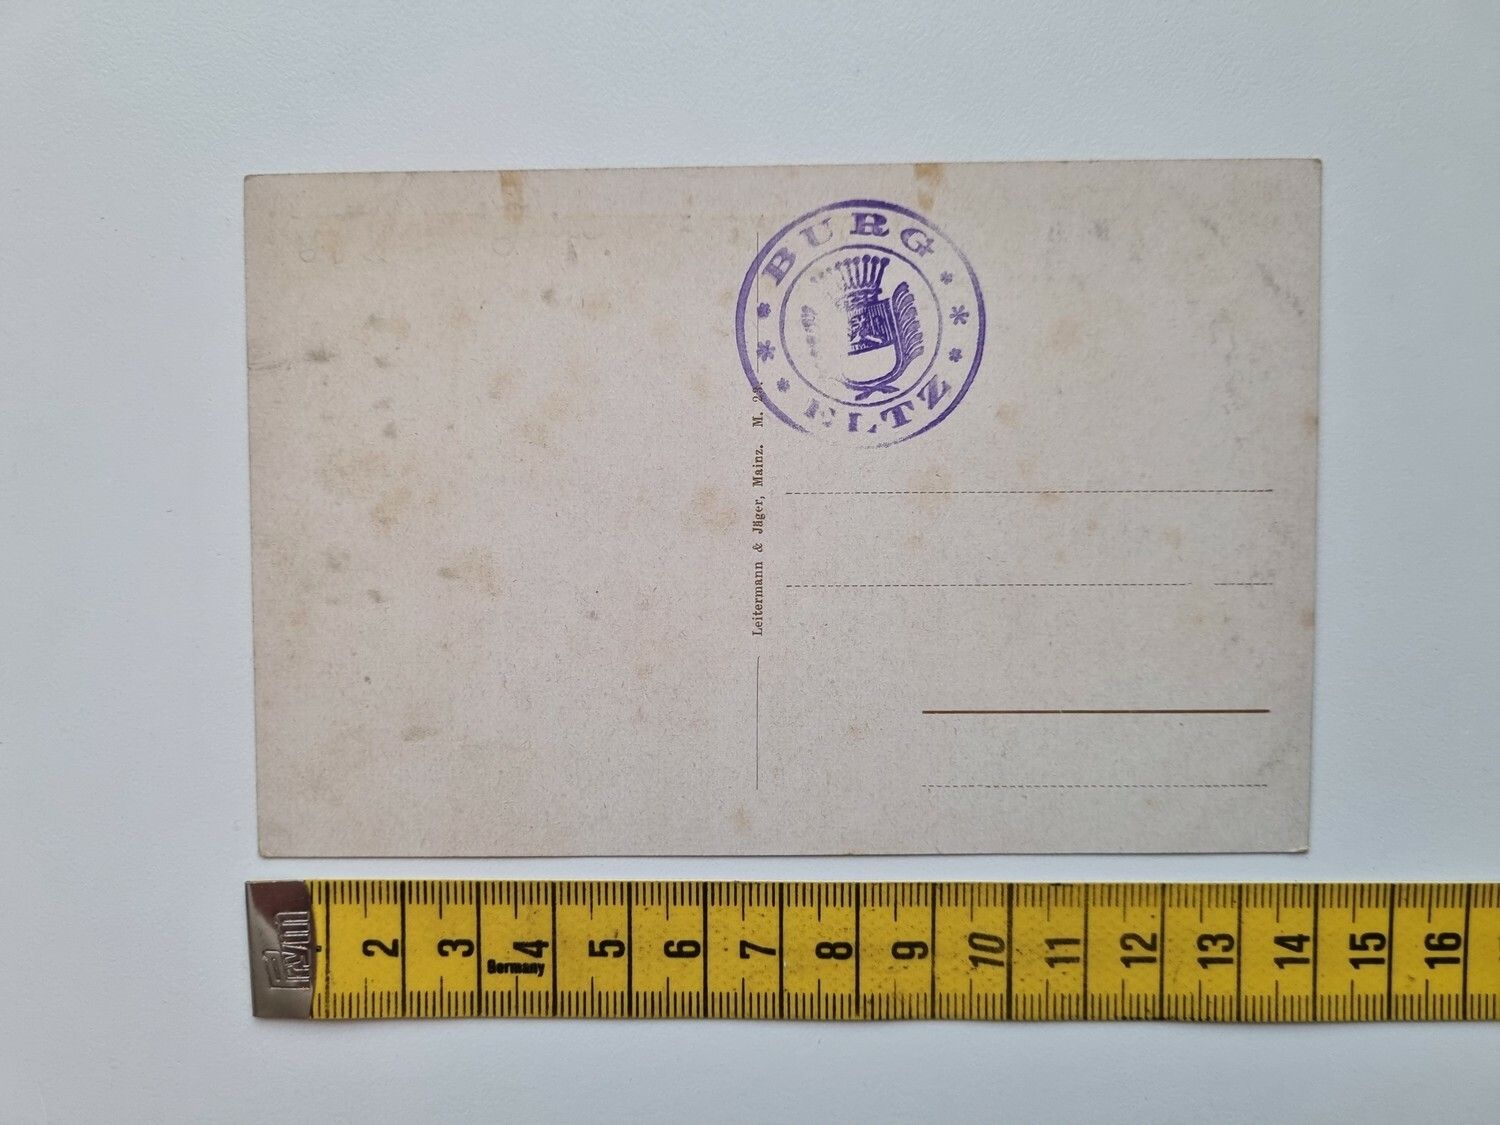 BURG
ELTZ
Leitermann & Jäger, Mainz. M.
2 3 4 5 6 7 8 9 10 11 12 13 14 15 16
Germany